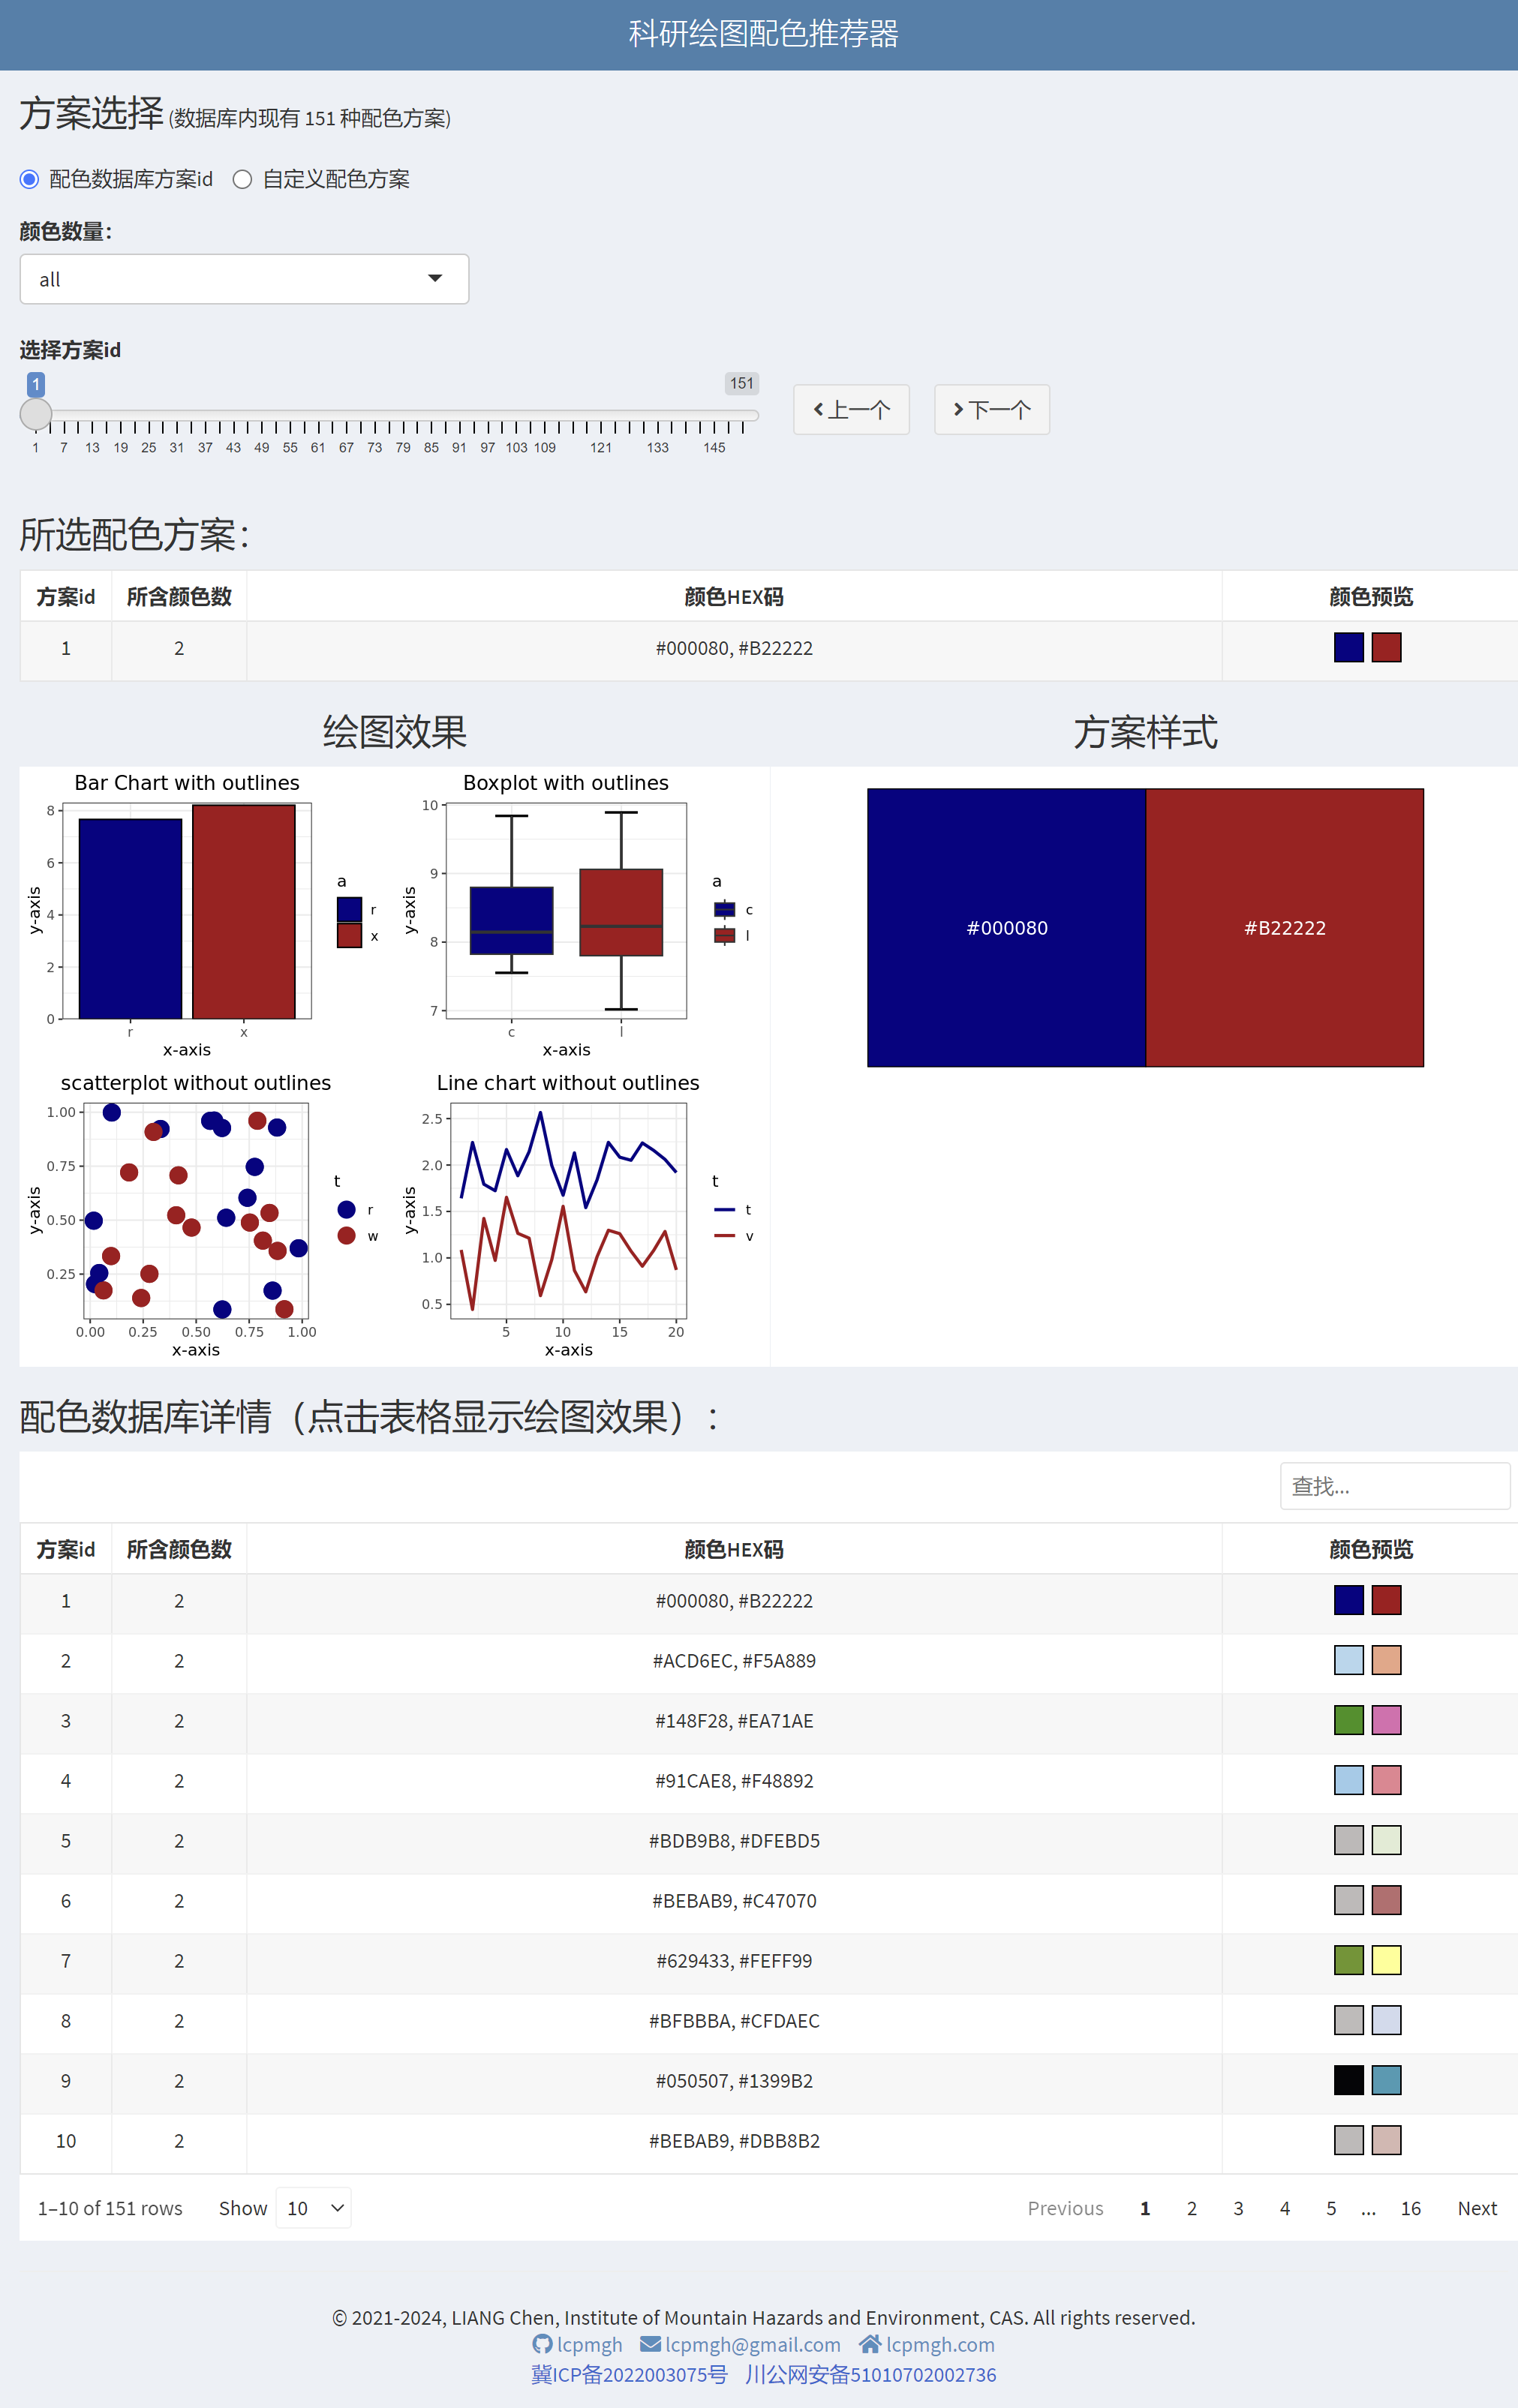 科研绘图配色推荐器
方案选择 (数据库内现有 151 种配色方案)
配色数据库方案id 自定义配色方案
颜色数量：
all
选择方案id
1 151
1 7 13 19 25 31 37 43 49 55 61 67 73 79 85 91 97 103 109 121 133 145
上一个 下一个
所选配色方案：
方案id 所含颜色数 颜色HEX码 颜色预览
1 2 #000080, #B22222
绘图效果 方案样式
Bar Chart with outlines
8
6
4
2
0
y-axis
r x
x-axis
a
r
x
Boxplot with outlines
10
9
8
7
y-axis
c l
x-axis
a
c
l
#000080 #B22222
scatterplot without outlines
1.00
0.75
0.50
0.25
y-axis
0.00 0.25 0.50 0.75 1.00
x-axis
t
r
w
Line chart without outlines
2.5
2.0
1.5
1.0
0.5
y-axis
5 10 15 20
x-axis
t
t
v
配色数据库详情（点击表格显示绘图效果）：
查找...
方案id 所含颜色数 颜色HEX码 颜色预览
1 2 #000080, #B22222
2 2 #ACD6EC, #F5A889
3 2 #148F28, #EA71AE
4 2 #91CAE8, #F48892
5 2 #BDB9B8, #DFEBD5
6 2 #BEBAB9, #C47070
7 2 #629433, #FEFF99
8 2 #BFBBBA, #CFDAEC
9 2 #050507, #1399B2
10 2 #BEBAB9, #DBB8B2
1–10 of 151 rows Show 10 Previous 1 2 3 4 5 ... 16 Next
© 2021-2024, LIANG Chen, Institute of Mountain Hazards and Environment, CAS. All rights reserved.
lcpmgh lcpmgh@gmail.com lcpmgh.com
冀ICP备2022003075号 川公网安备51010702002736